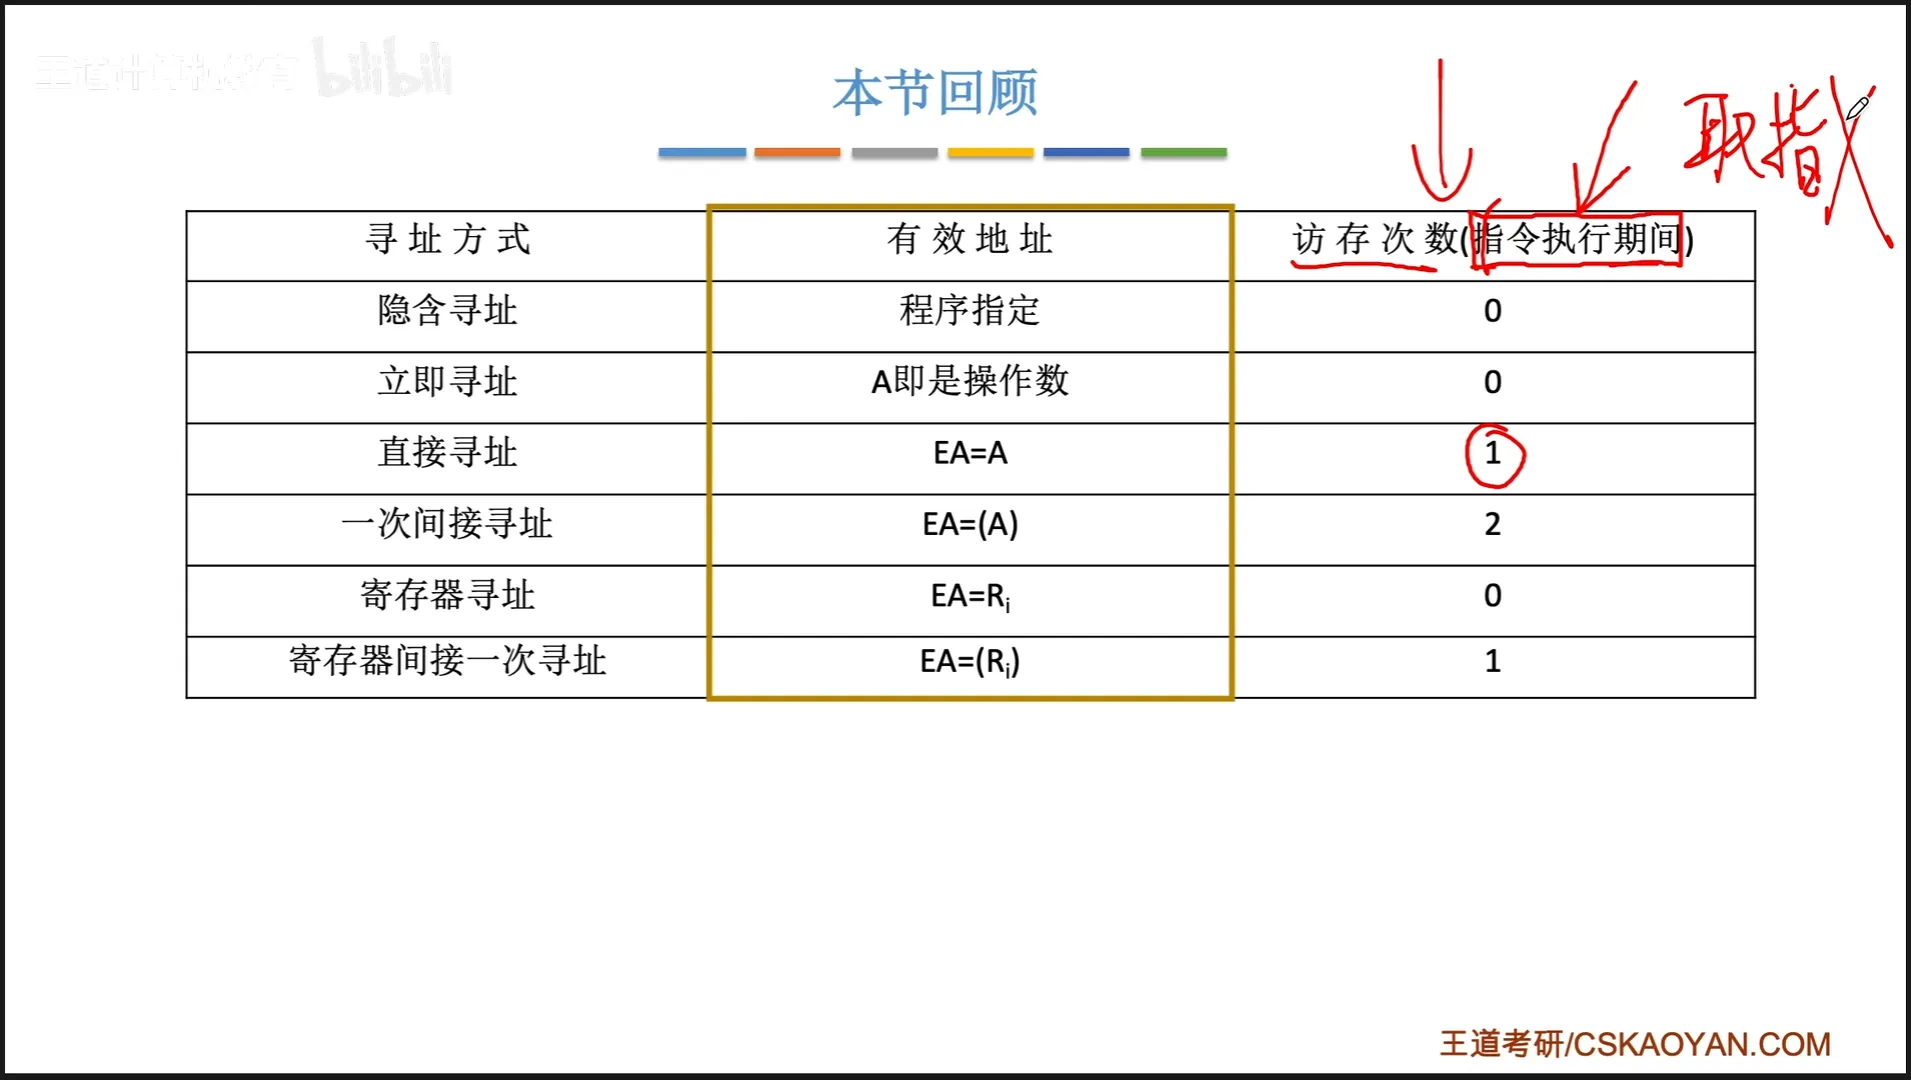 王道计算机教育 bilibili
本节回顾
取指
寻址方式 有效地址 访存次数(指令执行期间)
隐含寻址 程序指定 0
立即寻址 A即是操作数 0
直接寻址 EA=A 1
一次间接寻址 EA=(A) 2
寄存器寻址 EA=Ri 0
寄存器间接一次寻址 EA=(Ri) 1
王道考研/CSKAOYAN.COM